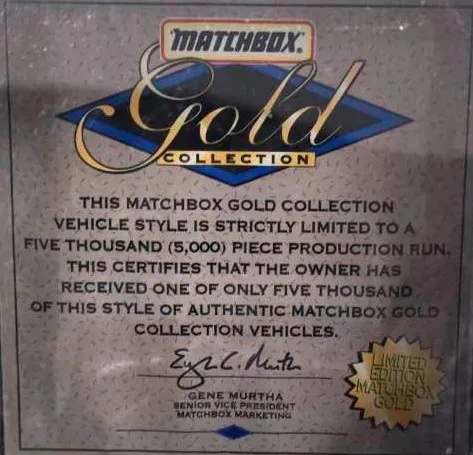 MATCHBOX.
Gold
COLLECTION
THIS MATCHBOX GOLD COLLECTION
VEHICLE STYLE IS STRICTLY LIMITED TO A
FIVE THOUSAND (5,000) PIECE PRODUCTION RUN.
THIS CERTIFIES THAT THE OWNER HAS
RECEIVED ONE OF ONLY FIVE THOUSAND
OF THIS STYLE OF AUTHENTIC MATCHBOX GOLD
COLLECTION VEHICLES.
GENE MURTHA
SENIOR VICE PRESIDENT
MATCHBOX MARKETING
LIMITED
EDITION
MATCHBOX
GOLD